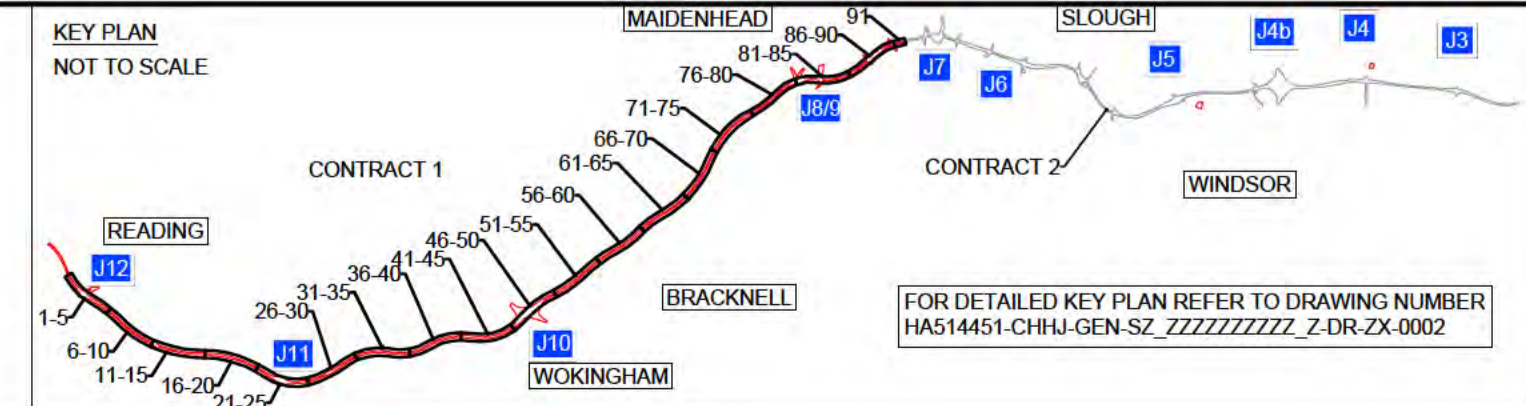 KEY PLAN
NOT TO SCALE
MAIDENHEAD
91
SLOUGH
86-90
81-85
76-80
J8/9
J7
J6
J5
J4b
J4
J3
71-75
66-70
61-65
56-60
51-55
46-50
41-45
36-40
31-35
26-30
CONTRACT 1
CONTRACT 2
WINDSOR
READING
J12
1-5
6-10
11-15
16-20
21-25
J11
J10
WOKINGHAM
BRACKNELL
FOR DETAILED KEY PLAN REFER TO DRAWING NUMBER
HA514451-CHHJ-GEN-SZ_ZZZZZZZZZZ_Z-DR-ZX-0002